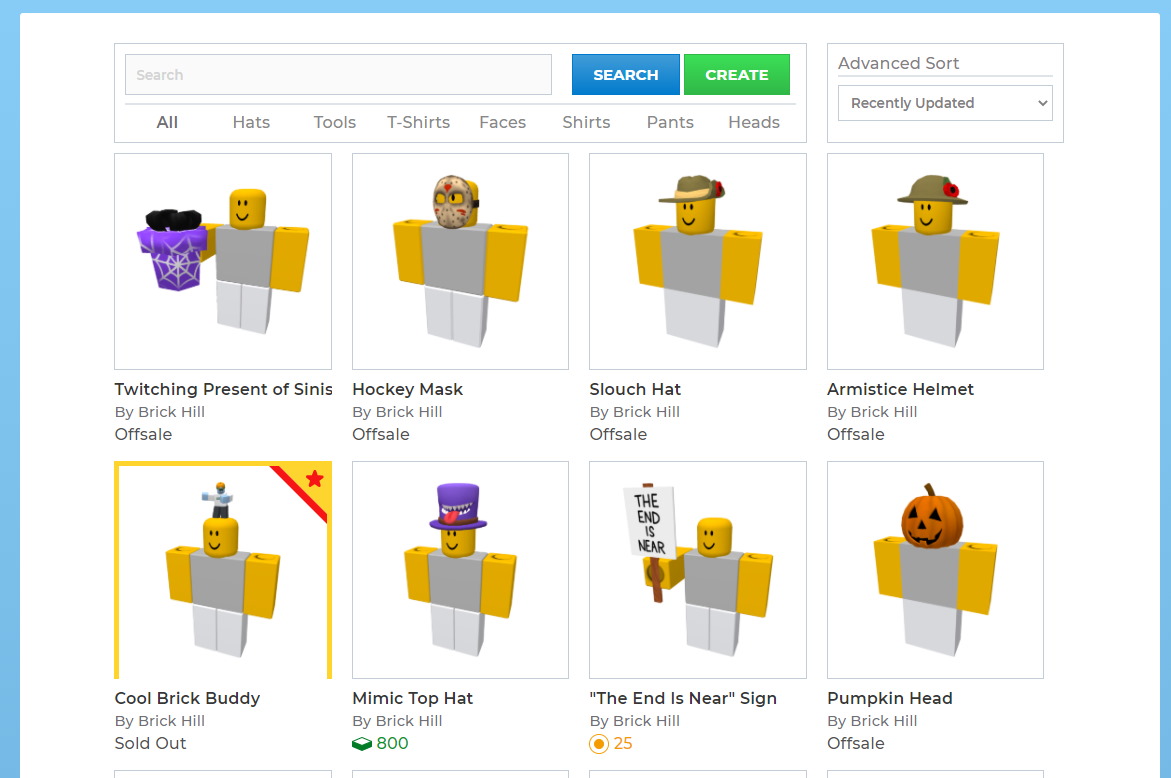 Search
SEARCH
CREATE
All Hats Tools T-Shirts Faces Shirts Pants Heads
Advanced Sort
Recently Updated
Twitching Present of Sinis
By Brick Hill
Offsale
Hockey Mask
By Brick Hill
Offsale
Slouch Hat
By Brick Hill
Offsale
Armistice Helmet
By Brick Hill
Offsale
Cool Brick Buddy
By Brick Hill
Sold Out
Mimic Top Hat
By Brick Hill
800
THE
END
IS
NEAR
"The End Is Near" Sign
By Brick Hill
25
Pumpkin Head
By Brick Hill
Offsale